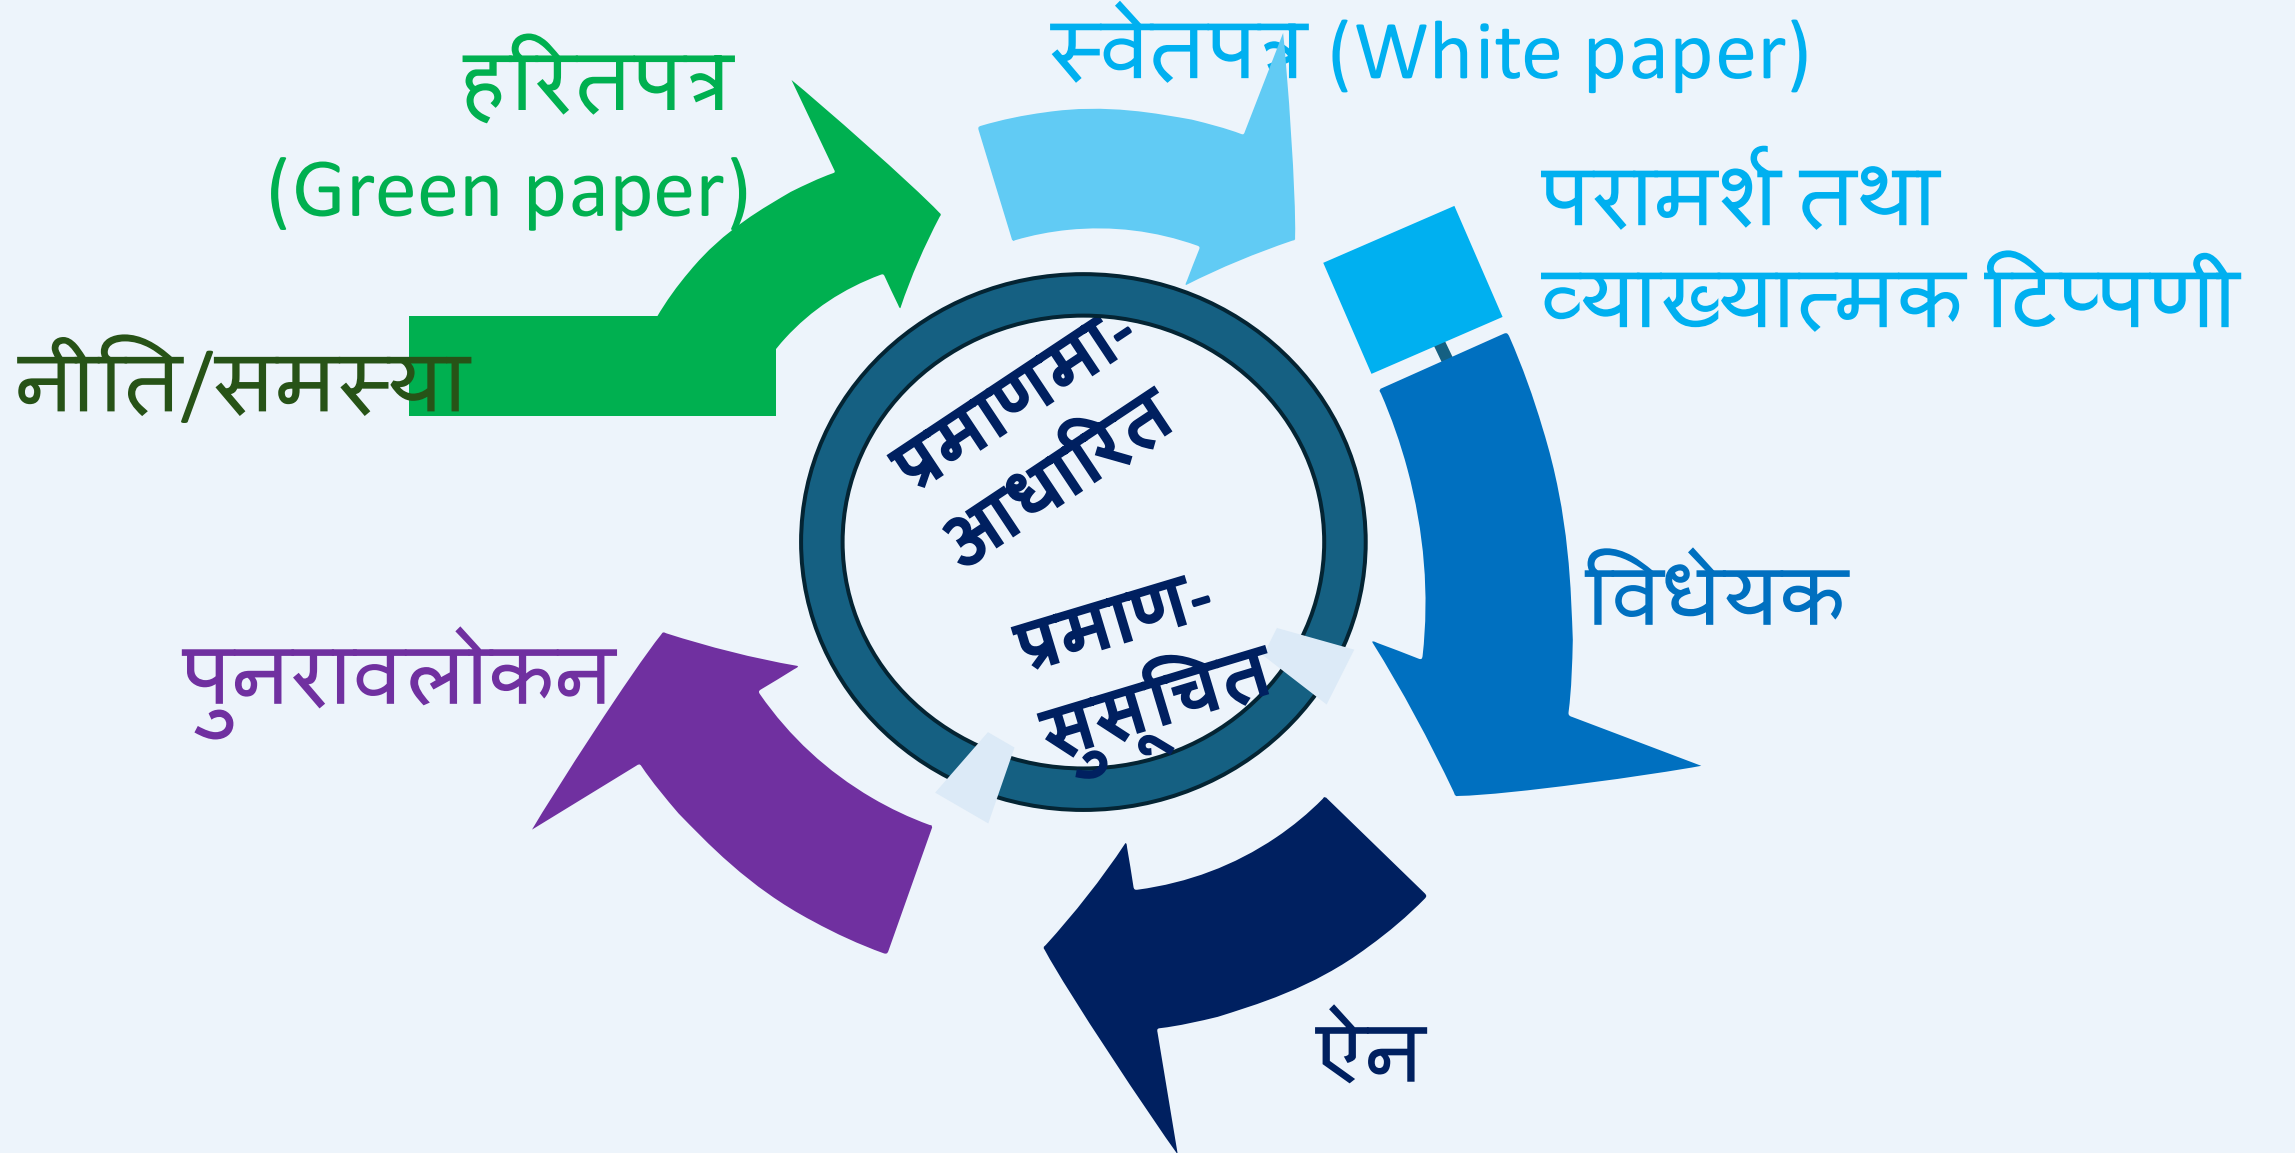 स्वेतपत्र (White paper)
हरितपत्र
(Green paper)
परामर्श तथा
व्याख्यात्मक टिप्पणी
नीति/समस्या
प्रमाणमा-
आधारित
प्रमाण-
सुसूचित
विधेयक
पुनरावलोकन
ऐन